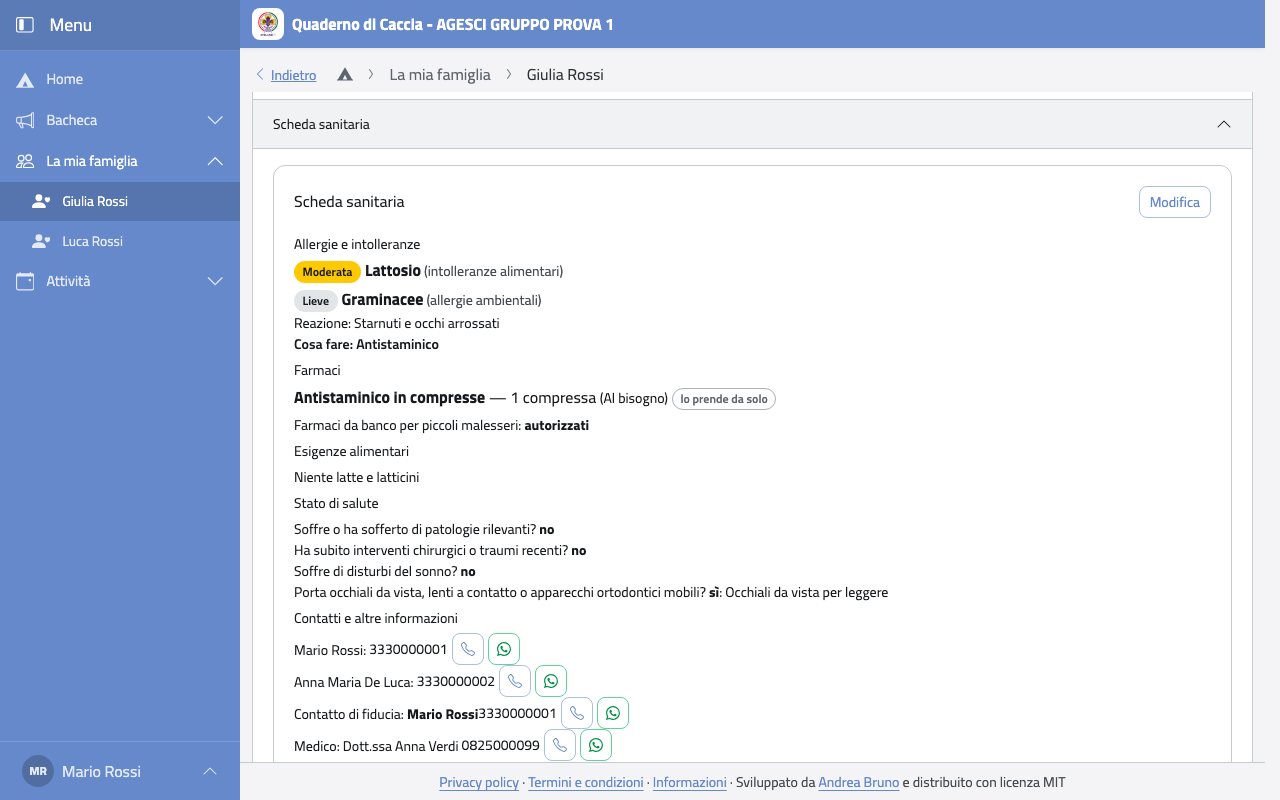 Menu
Quaderno di Caccia - AGESCI GRUPPO PROVA 1
Home
Bacheca
La mia famiglia
Giulia Rossi
Luca Rossi
Attività
MR Mario Rossi
Indietro La mia famiglia Giulia Rossi
Scheda sanitaria
Scheda sanitaria Modifica
Allergie e intolleranze
Moderata Lattosio (intolleranze alimentari)
Lieve Graminacee (allergie ambientali)
Reazione: Starnuti e occhi arrossati
Cosa fare: Antistaminico
Farmaci
Antistaminico in compresse — 1 compressa (Al bisogno) lo prende da solo
Farmaci da banco per piccoli malesseri: autorizzati
Esigenze alimentari
Niente latte e latticini
Stato di salute
Soffre o ha sofferto di patologie rilevanti? no
Ha subito interventi chirurgici o traumi recenti? no
Soffre di disturbi del sonno? no
Porta occhiali da vista, lenti a contatto o apparecchi ortodontici mobili? sì: Occhiali da vista per leggere
Contatti e altre informazioni
Mario Rossi: 3330000001
Anna Maria De Luca: 3330000002
Contatto di fiducia: Mario Rossi3330000001
Medico: Dott.ssa Anna Verdi 0825000099
Privacy policy · Termini e condizioni · Informazioni · Sviluppato da Andrea Bruno e distribuito con licenza MIT